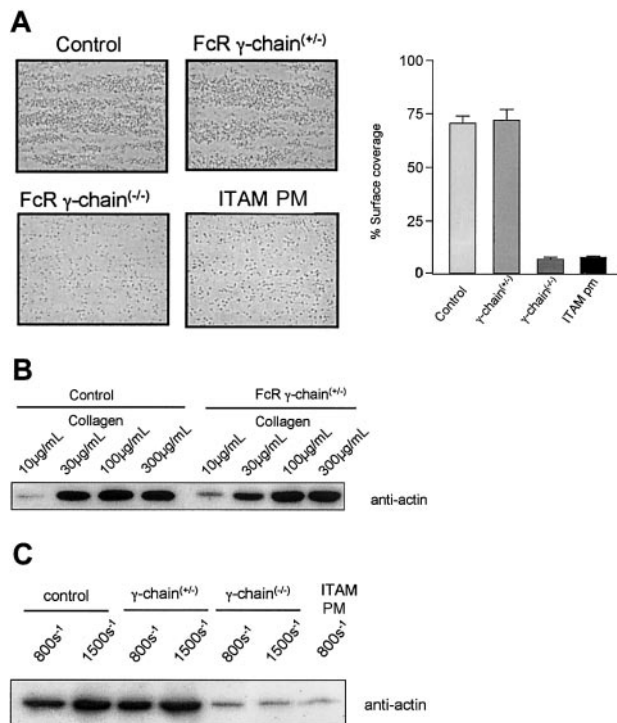 A
Control
FcR γ-chain(+/-)
FcR γ-chain(-/-)
ITAM PM
% Surface coverage
100
75
50
25
0
Control
γ-chain(+/-)
γ-chain(-/-)
ITAM pm
B
Control
FcR γ-chain(+/-)
Collagen
Collagen
10µg/mL
30µg/mL
100µg/mL
300µg/mL
10µg/mL
30µg/mL
100µg/mL
300µg/mL
anti-actin
C
control
γ-chain(+/-)
γ-chain(-/-)
ITAM
PM
800s-1
1500s-1
800s-1
1500s-1
800s-1
1500s-1
800s-1
anti-actin